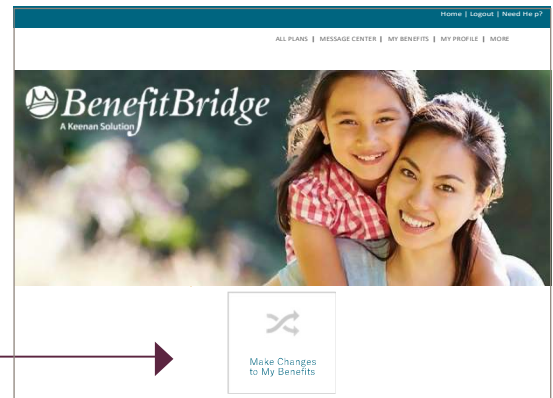 Home | Logout | Need Help?
ALL PLANS | MESSAGE CENTER | MY BENEFITS | MY PROFILE | MORE
BenefitBridge
A Keenan Solution
Make Changes
to My Benefits